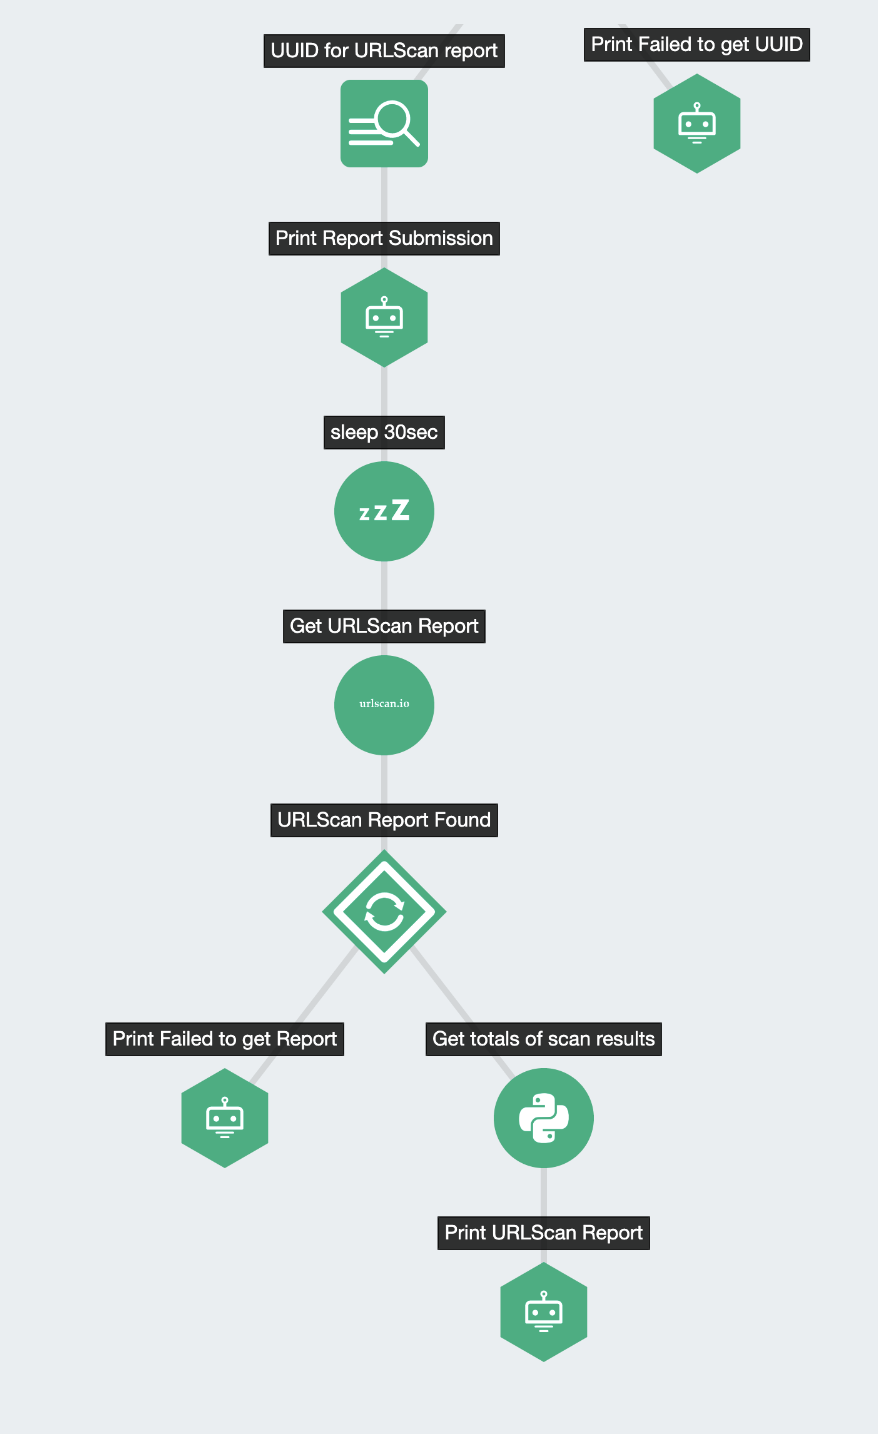 UUID for URLScan report
Print Failed to get UUID
Print Report Submission
sleep 30sec
z z Z
Get URLScan Report
urlscan.io
URLScan Report Found
Print Failed to get Report
Get totals of scan results
Print URLScan Report